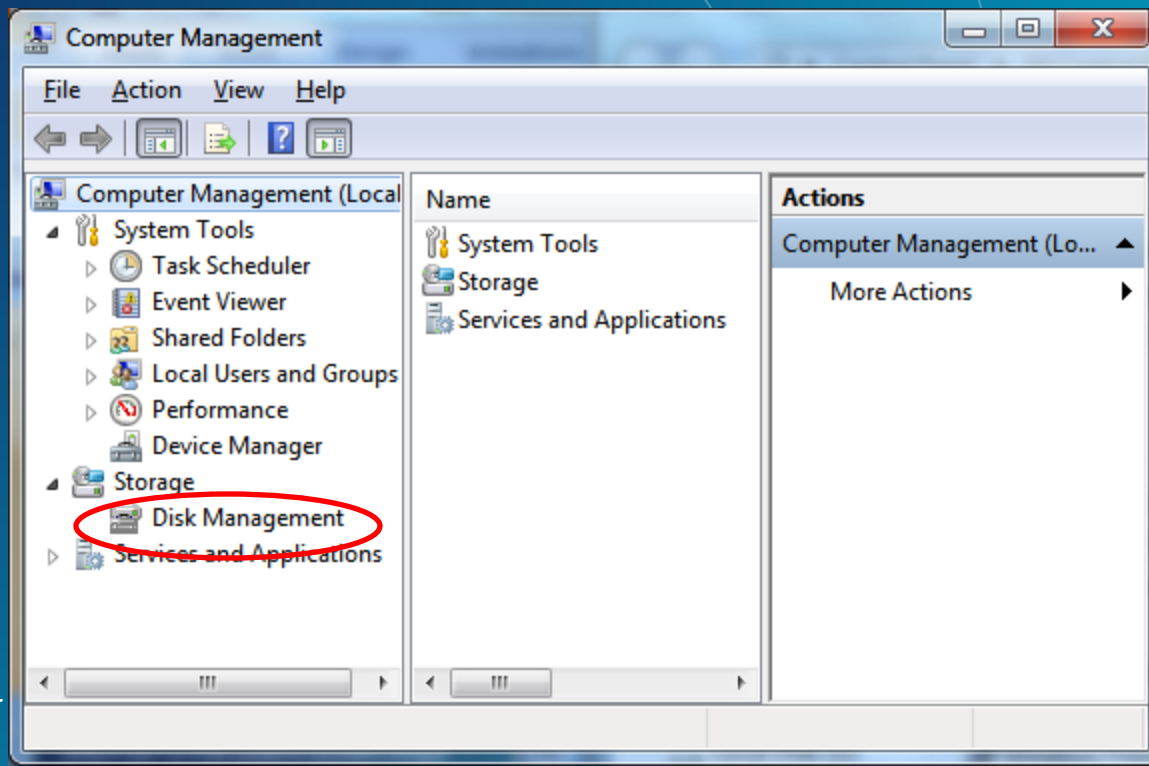 Computer Management
File Action View Help
Computer Management (Local
System Tools
Task Scheduler
Event Viewer
Shared Folders
Local Users and Groups
Performance
Device Manager
Storage
Disk Management
Services and Applications
Name
System Tools
Storage
Services and Applications
Actions
Computer Management (Lo...
More Actions